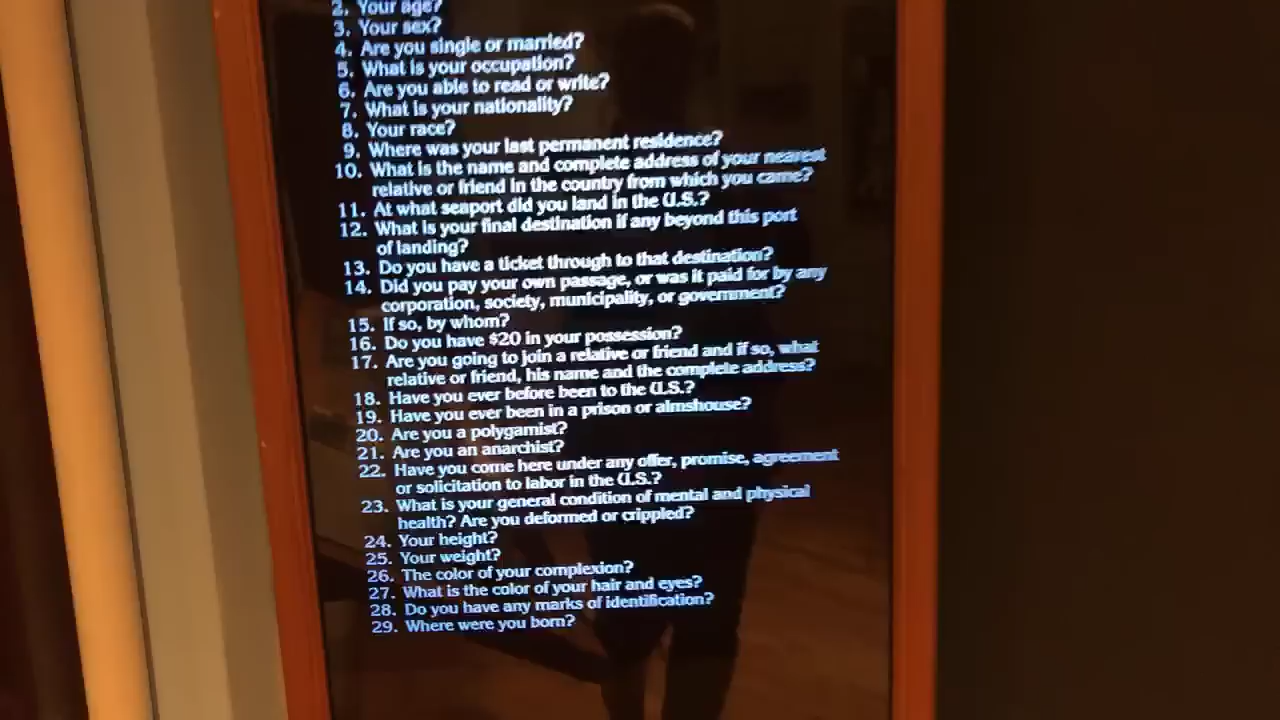 2. Your age?
3. Your sex?
4. Are you single or married?
5. What is your occupation?
6. Are you able to read or write?
7. What is your nationality?
8. Your race?
9. Where was your last permanent residence?
10. What is the name and complete address of your nearest
relative or friend in the country from which you came?
11. At what seaport did you land in the U.S.?
12. What is your final destination if any beyond this port
of landing?
13. Do you have a ticket through to that destination?
14. Did you pay your own passage, or was it paid for by any
corporation, society, municipality, or government?
15. If so, by whom?
16. Do you have $20 in your possession?
17. Are you going to join a relative or friend and if so, what
relative or friend, his name and the complete address?
18. Have you ever before been to the U.S.?
19. Have you ever been in a prison or almshouse?
20. Are you a polygamist?
21. Are you an anarchist?
22. Have you come here under any offer, promise, agreement
or solicitation to labor in the U.S.?
23. What is your general condition of mental and physical
health? Are you deformed or crippled?
24. Your height?
25. Your weight?
26. The color of your complexion?
27. What is the color of your hair and eyes?
28. Do you have any marks of identification?
29. Where were you born?